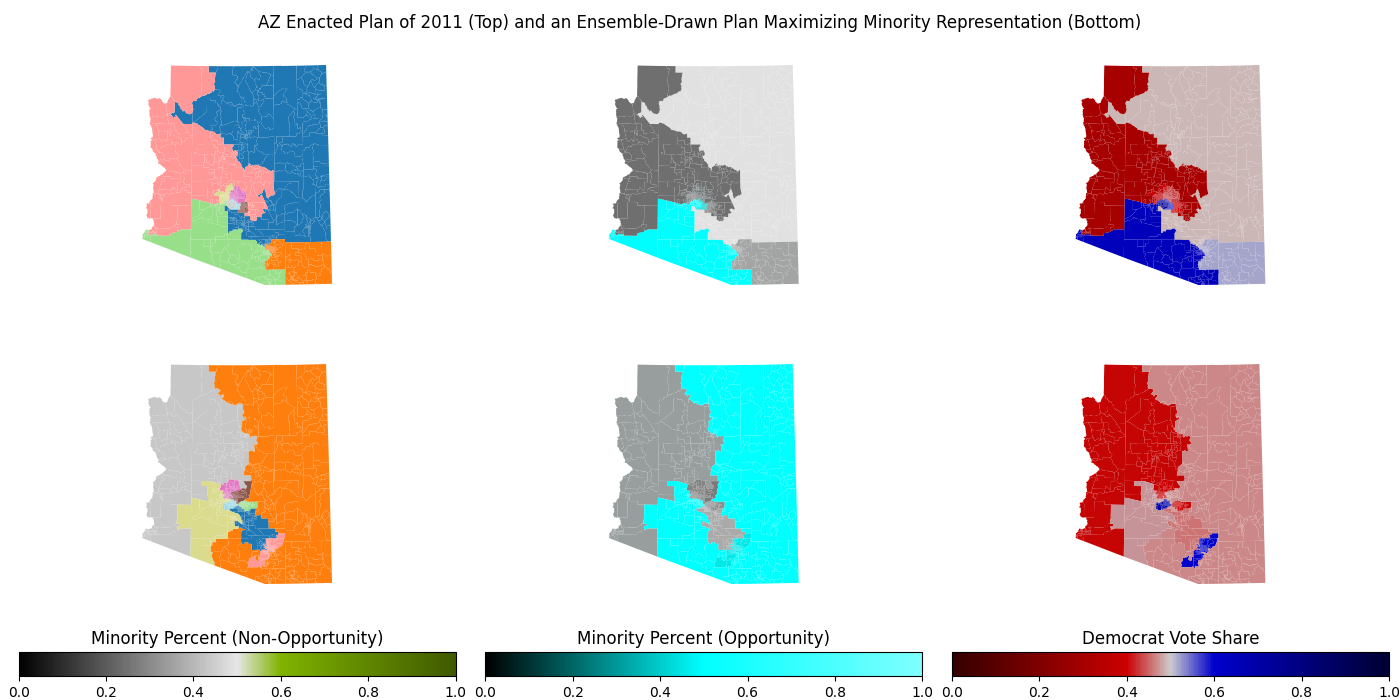 AZ Enacted Plan of 2011 (Top) and an Ensemble-Drawn Plan Maximizing Minority Representation (Bottom)
Minority Percent (Non-Opportunity)
Minority Percent (Opportunity)
Democrat Vote Share
0.0 0.2 0.4 0.6 0.8 1.0
0.0 0.2 0.4 0.6 0.8 1.0
0.0 0.2 0.4 0.6 0.8 1.0